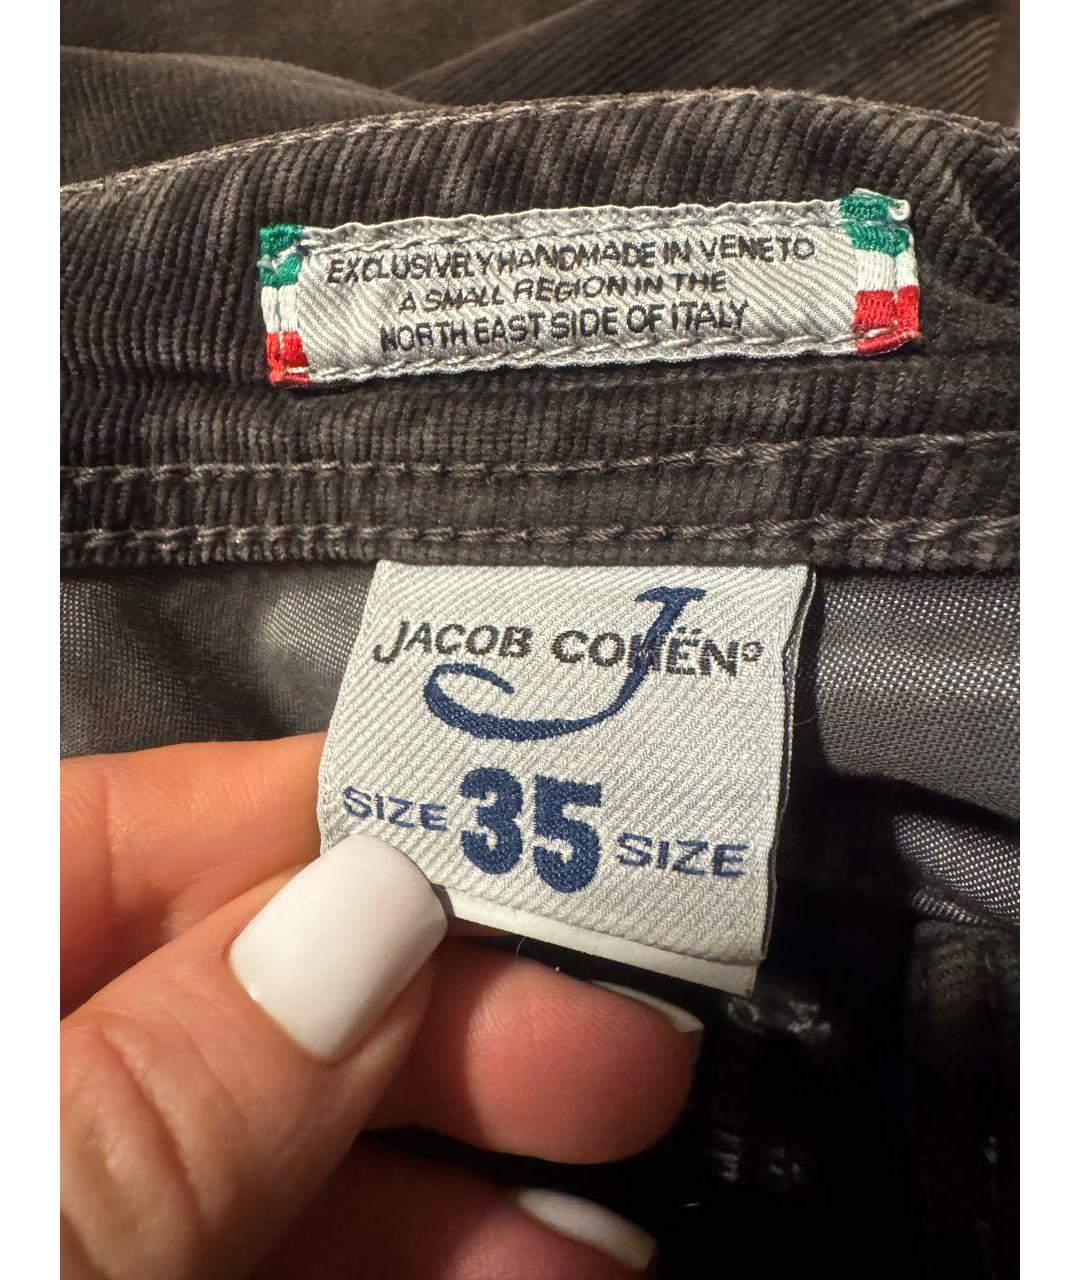 EXCLUSIVELY HANDMADE IN VENETO
A SMALL REGION IN THE
NORTH EAST SIDE OF ITALY
J
JACOB COHËN®
SIZE 35 SIZE